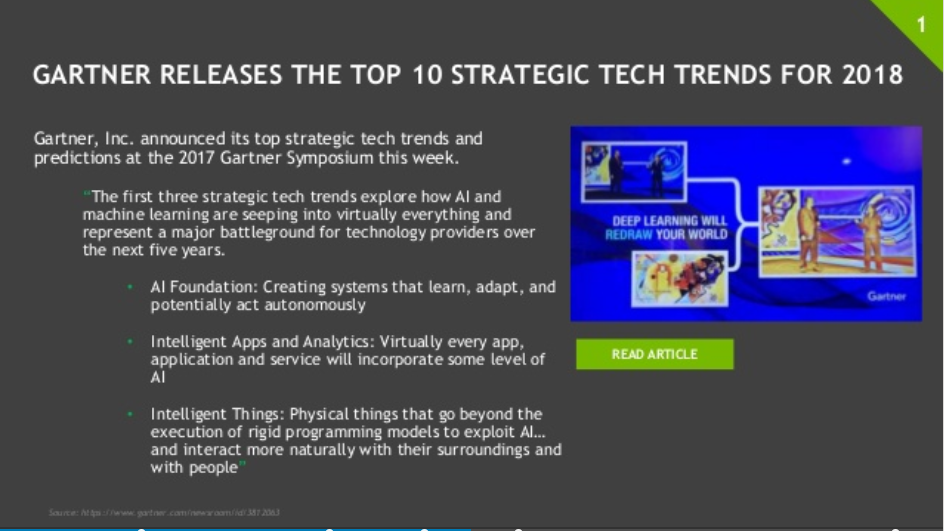 1
GARTNER RELEASES THE TOP 10 STRATEGIC TECH TRENDS FOR 2018
Gartner, Inc. announced its top strategic tech trends and
predictions at the 2017 Gartner Symposium this week.
"The first three strategic tech trends explore how AI and
machine learning are seeping into virtually everything and
represent a major battleground for technology providers over
the next five years.
• AI Foundation: Creating systems that learn, adapt, and
potentially act autonomously
• Intelligent Apps and Analytics: Virtually every app,
application and service will incorporate some level of
AI
• Intelligent Things: Physical things that go beyond the
execution of rigid programming models to exploit AI…
and interact more naturally with their surroundings and
with people"
DEEP LEARNING WILL
REDRAW YOUR WORLD
Gartner
READ ARTICLE
Source: https://www.gartner.com/newsroom/id/3812063